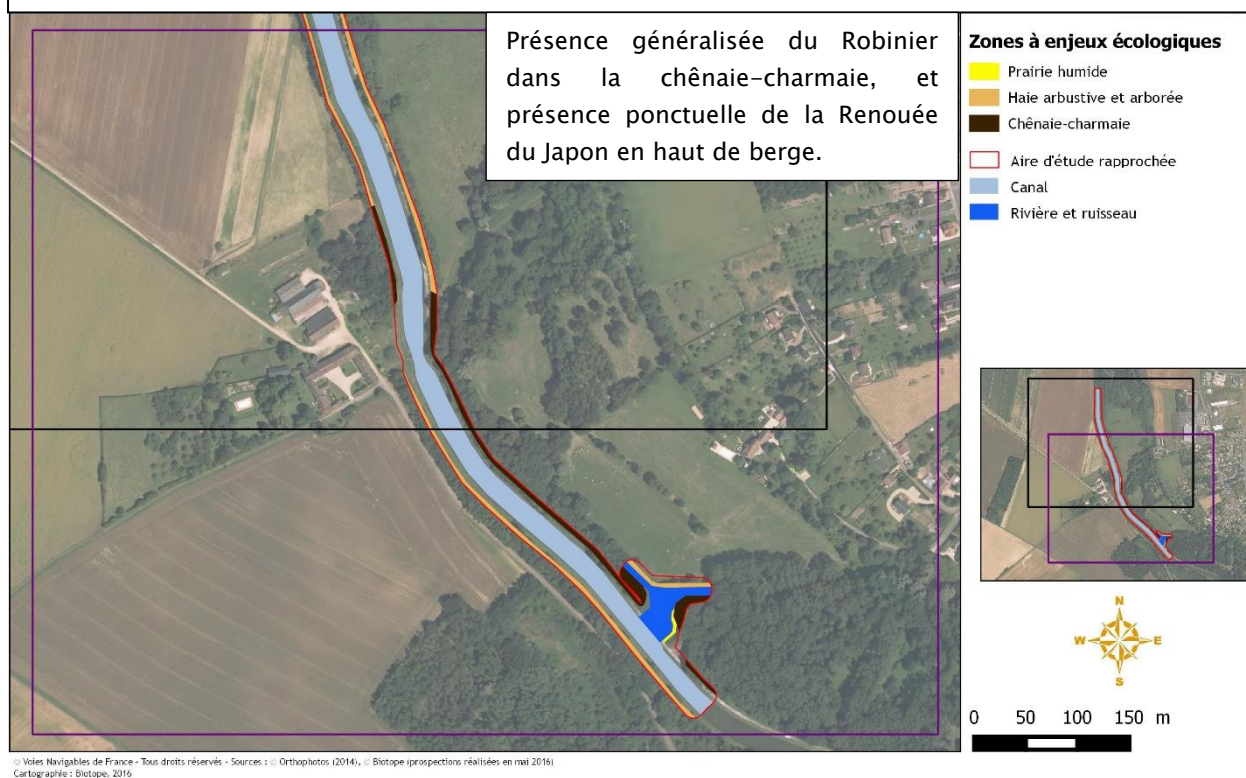 Présence généralisée du Robinier
dans la chênaie-charmaie, et
présence ponctuelle de la Renouée
du Japon en haut de berge.
Zones à enjeux écologiques
Prairie humide
Haie arbustive et arborée
Chênaie-charmaie
Aire d'étude rapprochée
Canal
Rivière et ruisseau
N
W E
S
0 50 100 150 m
© Voies Navigables de France - Tous droits réservés - Sources : © Orthophotos (2014), © Biotope (prospections réalisées en mai 2016)
Cartographie : Biotope, 2016